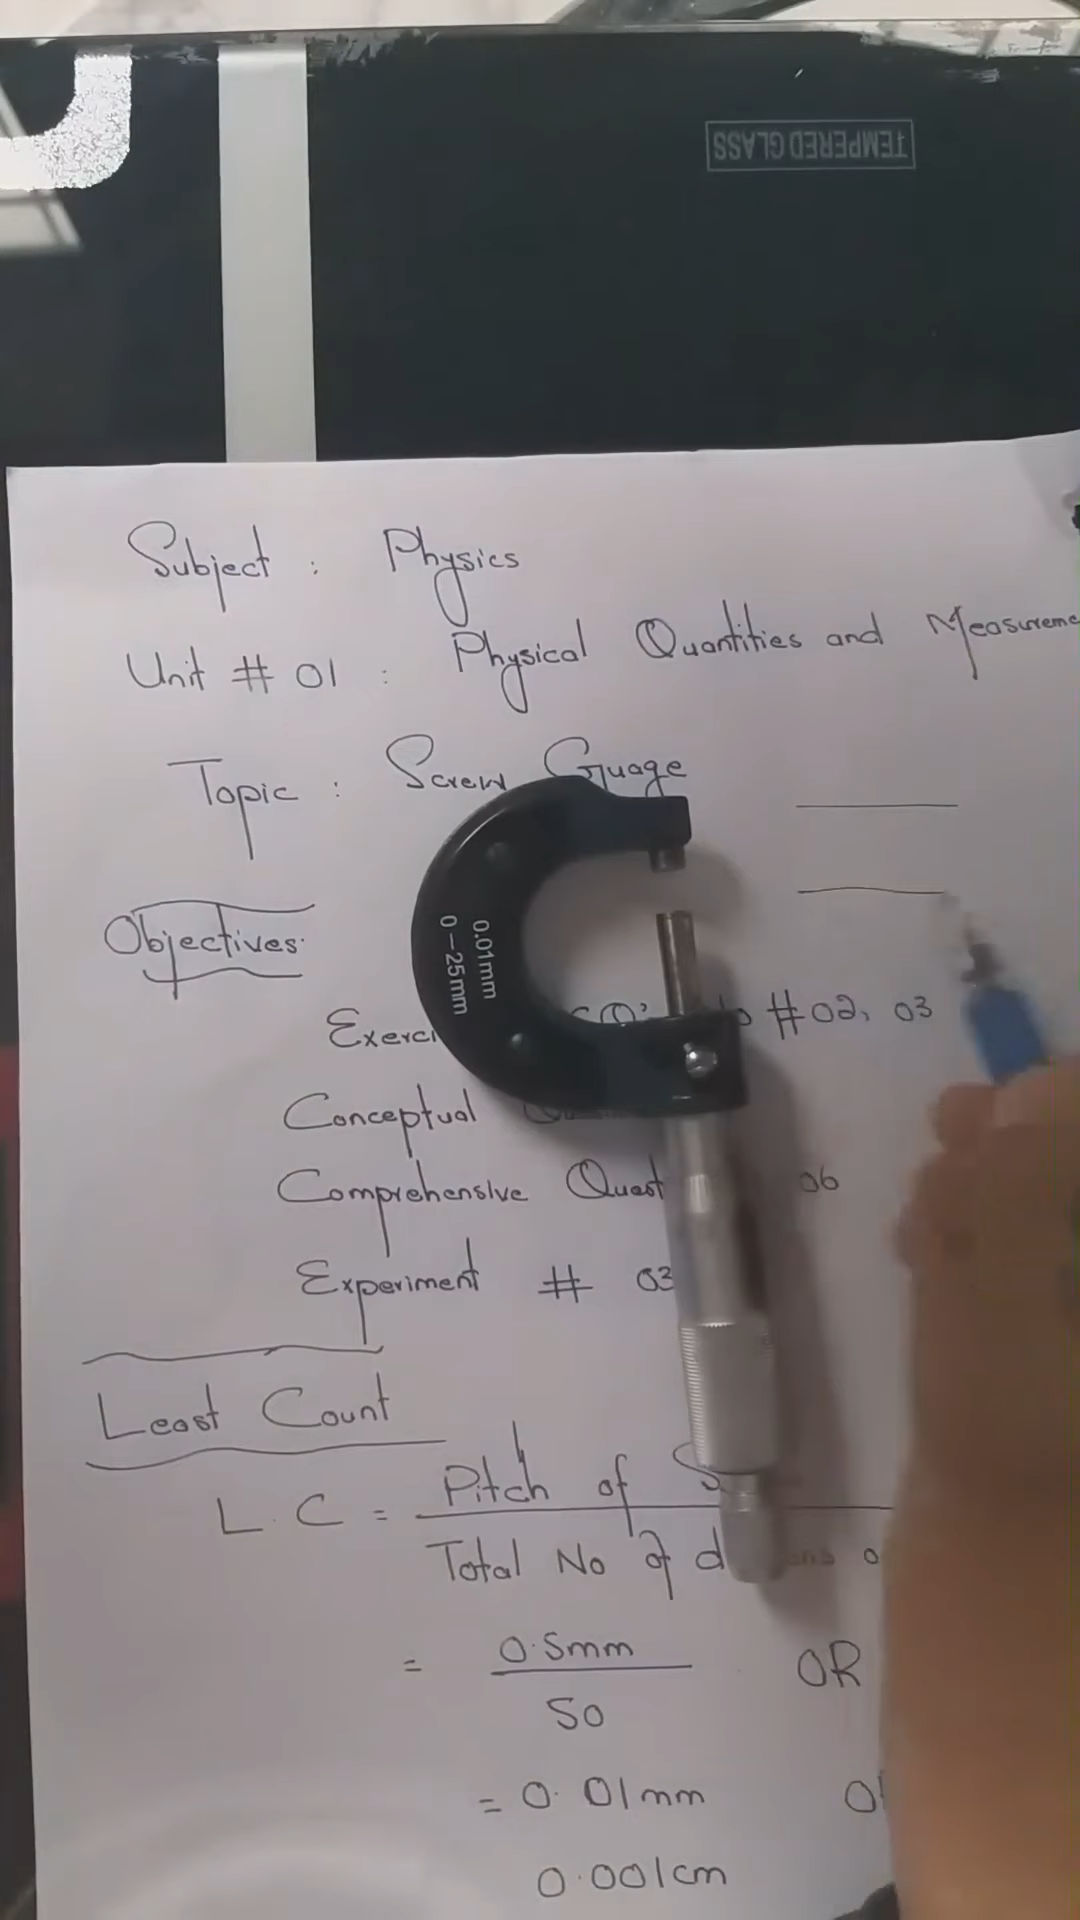 TEMPERED GLASS
Subject : Physics
Unit # 01 : Physical Quantities and Measureme
Topic : Screw Guage
Objectives
0.01mm
0-25mm
# 02, 03
Conceptual
Comprehensive 06
Experiment # 03
Least Count
L.C = Pitch of
Total No of
= 0.5mm OR
50
= 0.01mm
0.001cm